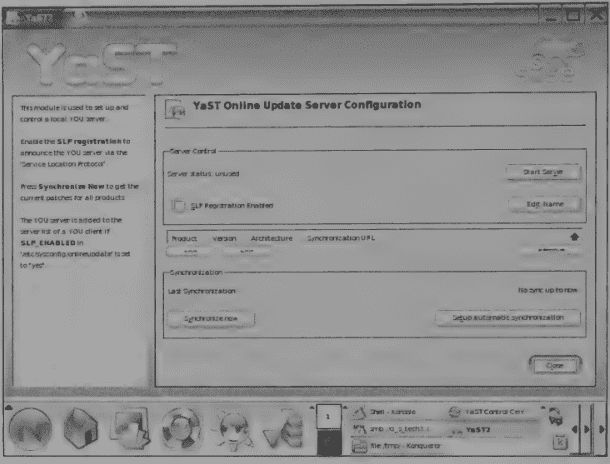 YaST
This module is used to set up and
control a local YOU server.
Enable the SLP registration to
announce the YOU server via the
"Service Location Protocol".
Press Synchronize Now to get the
current patches for all products
The YOU server is added to the
server list of a YOU client if
SLP_ENABLED in
'/etc/sysconfig/onlineupdate' is set
to "yes"
YaST Online Update Server Configuration
Server Control
Server status: unused
Start Server
SLP Registration Enabled
Edit Name
Product Version Architecture Synchronization URL
Synchronization
Last Synchronization
No sync up to now
Synchronize now
Setup automatic synchronization
Close
1
Shell - Konsole
YaST Control Cen
YaST2
file:/tmp - Konqueror